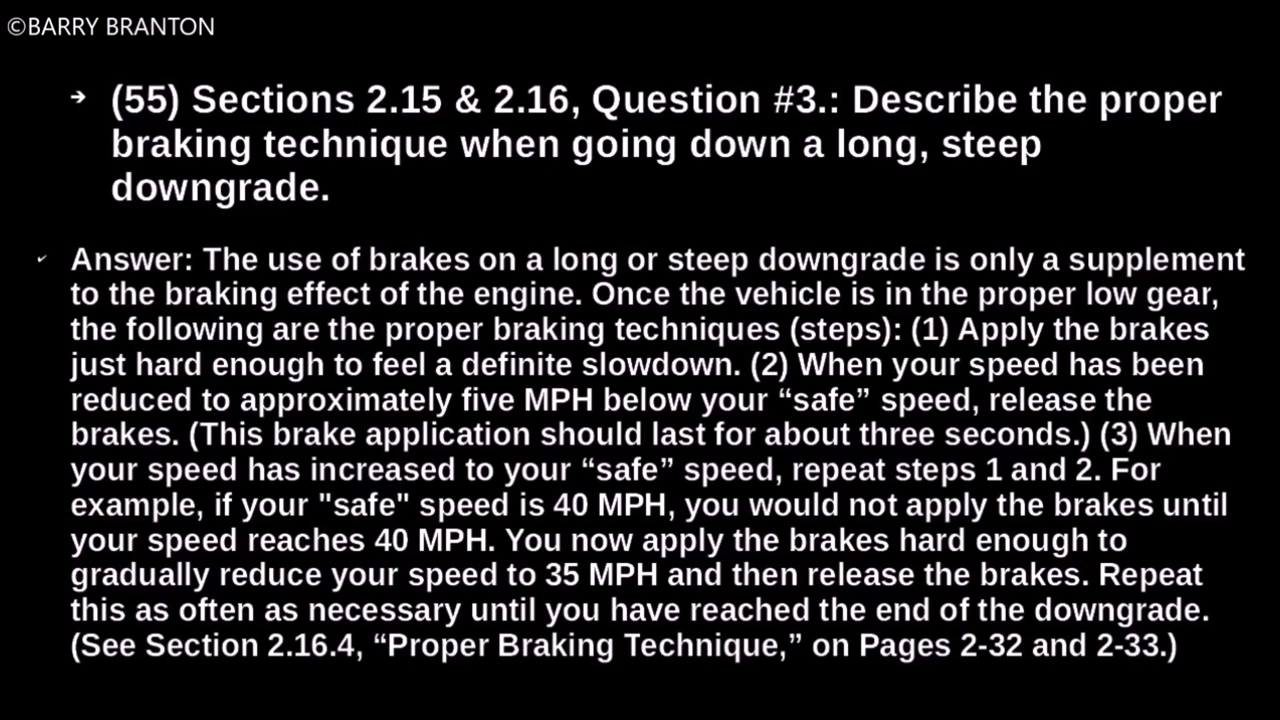 ©BARRY BRANTON
➔ (55) Sections 2.15 & 2.16, Question #3.: Describe the proper
braking technique when going down a long, steep
downgrade.
✓ Answer: The use of brakes on a long or steep downgrade is only a supplement
to the braking effect of the engine. Once the vehicle is in the proper low gear,
the following are the proper braking techniques (steps): (1) Apply the brakes
just hard enough to feel a definite slowdown. (2) When your speed has been
reduced to approximately five MPH below your “safe” speed, release the
brakes. (This brake application should last for about three seconds.) (3) When
your speed has increased to your “safe” speed, repeat steps 1 and 2. For
example, if your "safe" speed is 40 MPH, you would not apply the brakes until
your speed reaches 40 MPH. You now apply the brakes hard enough to
gradually reduce your speed to 35 MPH and then release the brakes. Repeat
this as often as necessary until you have reached the end of the downgrade.
(See Section 2.16.4, “Proper Braking Technique,” on Pages 2-32 and 2-33.)